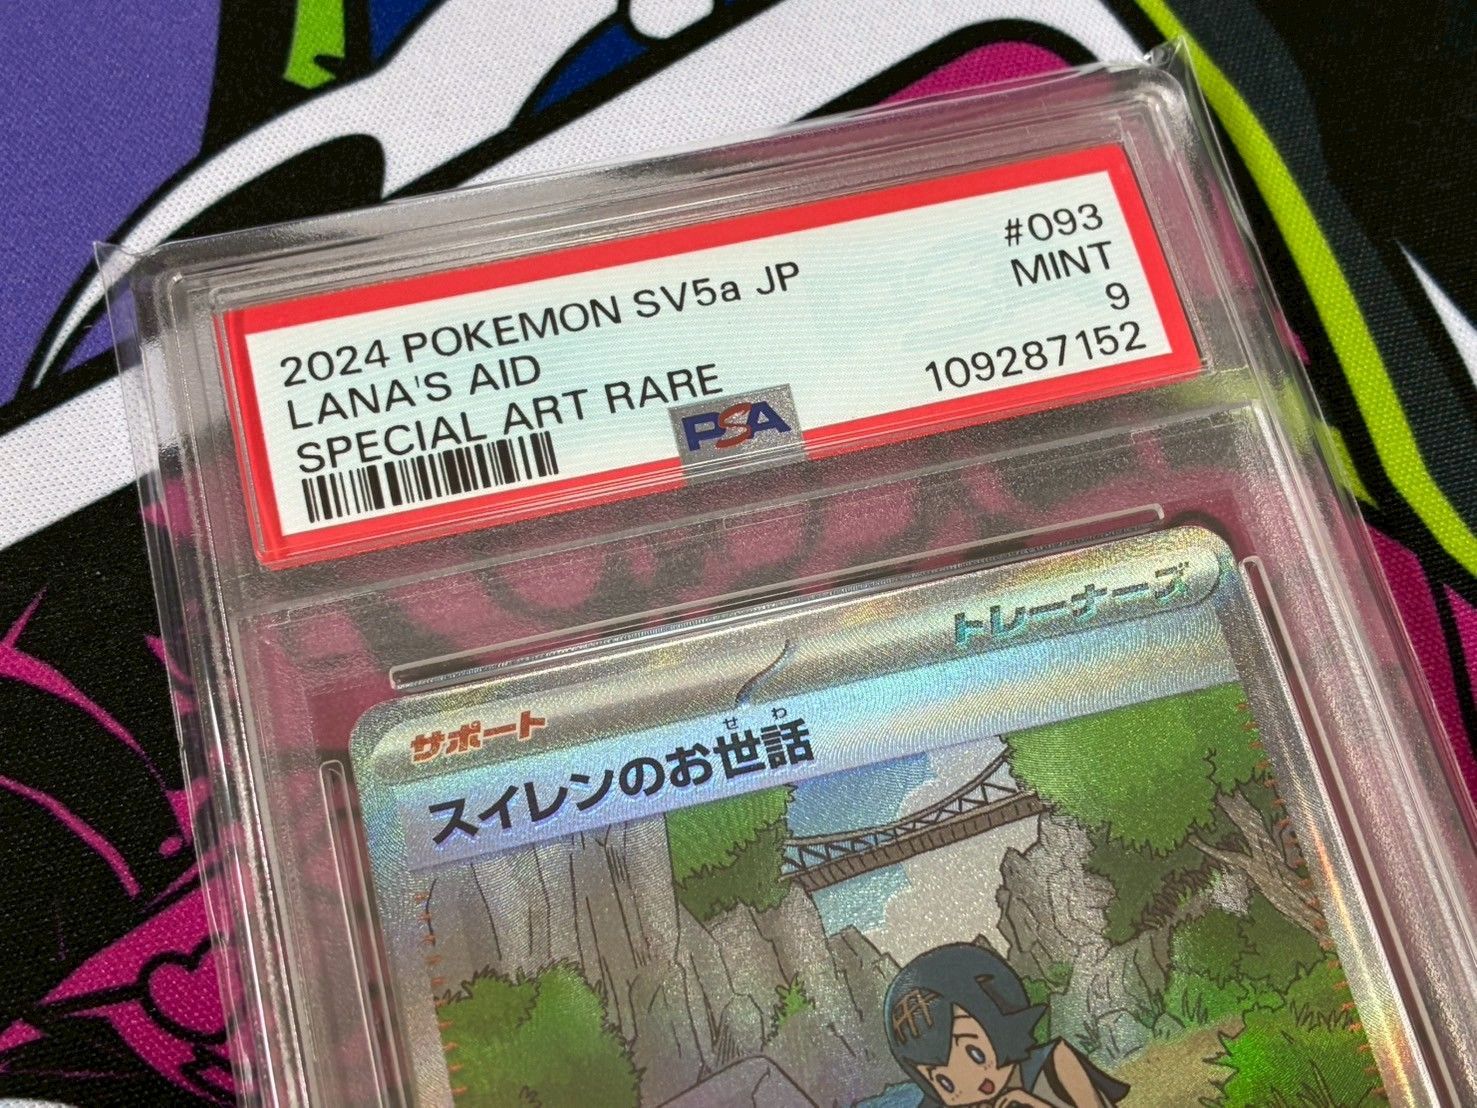 2024 POKEMON SV5a JP
#093
LANA'S AID
MINT
SPECIAL ART RARE
9
109287152
PSA
トレーナーズ
サポート
せわ
スイレンのお世話